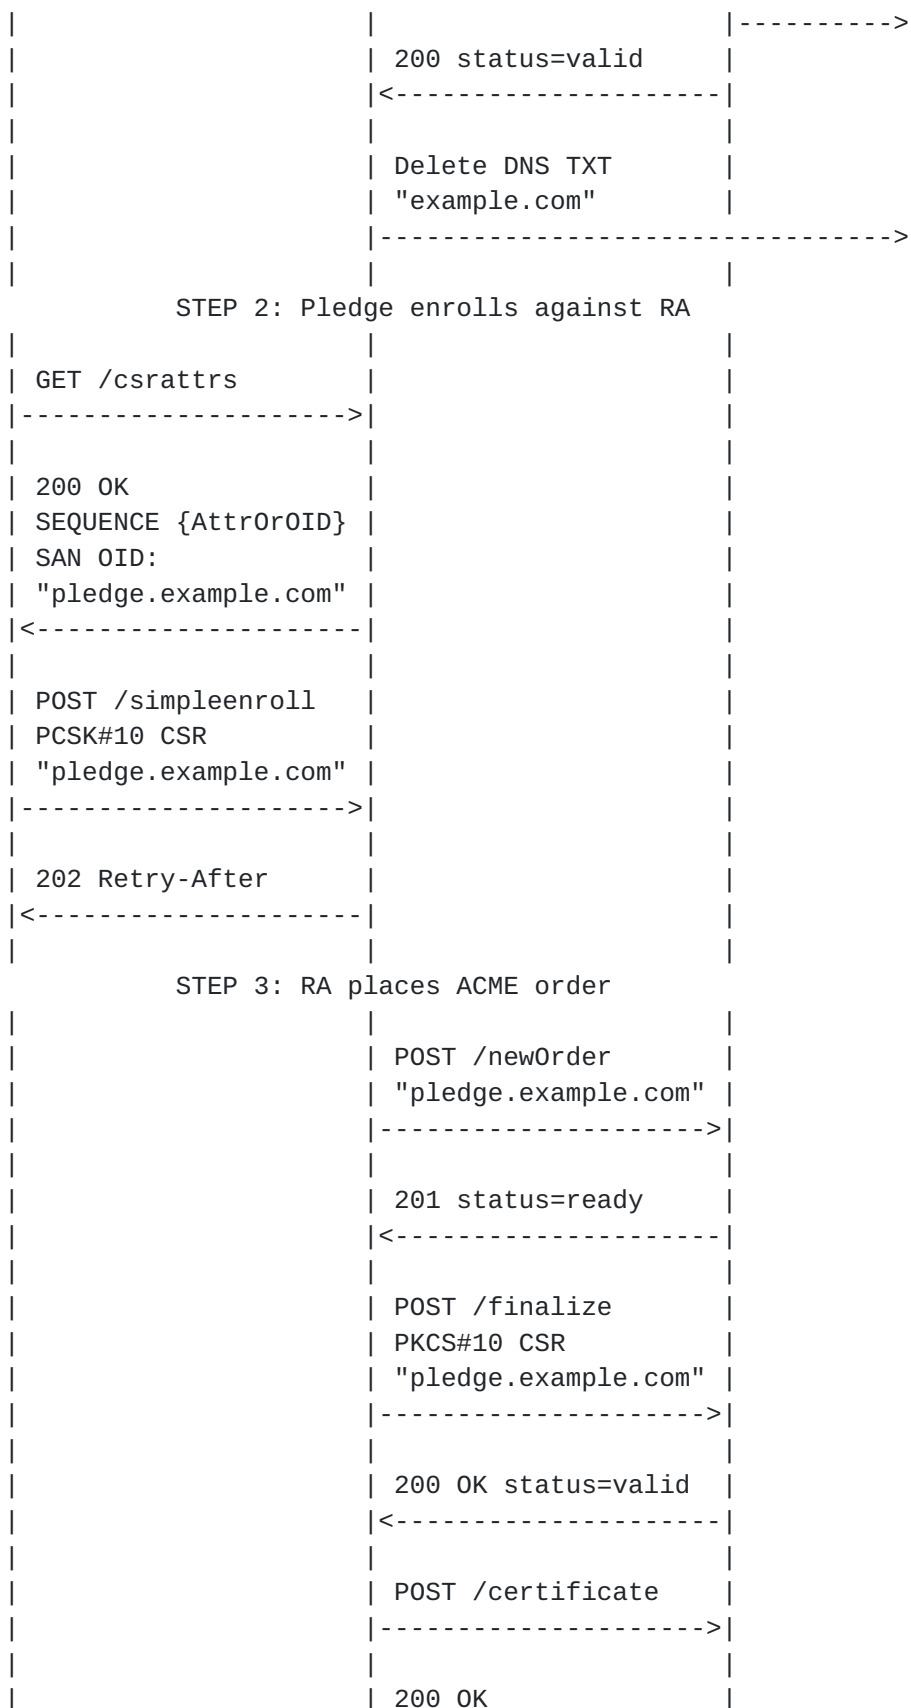 |                      |                      |---------->
|                      | 200 status=valid     |
|                      |<---------------------|
|                      |                      |
|                      | Delete DNS TXT       |
|                      | "example.com"        |
|                      |--------------------------------->
|                      |                      |
          STEP 2: Pledge enrolls against RA
|                      |                      |
| GET /csrattrs        |                      |
|--------------------->|                      |
|                      |                      |
| 200 OK               |                      |
| SEQUENCE {AttrOrOID} |                      |
| SAN OID:             |                      |
| "pledge.example.com" |                      |
|<---------------------|                      |
|                      |                      |
| POST /simpleenroll   |                      |
| PCSK#10 CSR          |                      |
| "pledge.example.com" |                      |
|--------------------->|                      |
|                      |                      |
| 202 Retry-After      |                      |
|<---------------------|                      |
|                      |                      |
          STEP 3: RA places ACME order
|                      |                      |
|                      | POST /newOrder       |
|                      | "pledge.example.com" |
|                      |--------------------->|
|                      |                      |
|                      | 201 status=ready     |
|                      |<---------------------|
|                      |                      |
|                      | POST /finalize       |
|                      | PKCS#10 CSR          |
|                      | "pledge.example.com" |
|                      |--------------------->|
|                      |                      |
|                      | 200 OK status=valid  |
|                      |<---------------------|
|                      |                      |
|                      | POST /certificate    |
|                      |--------------------->|
|                      |                      |
|                      | 200 OK               |